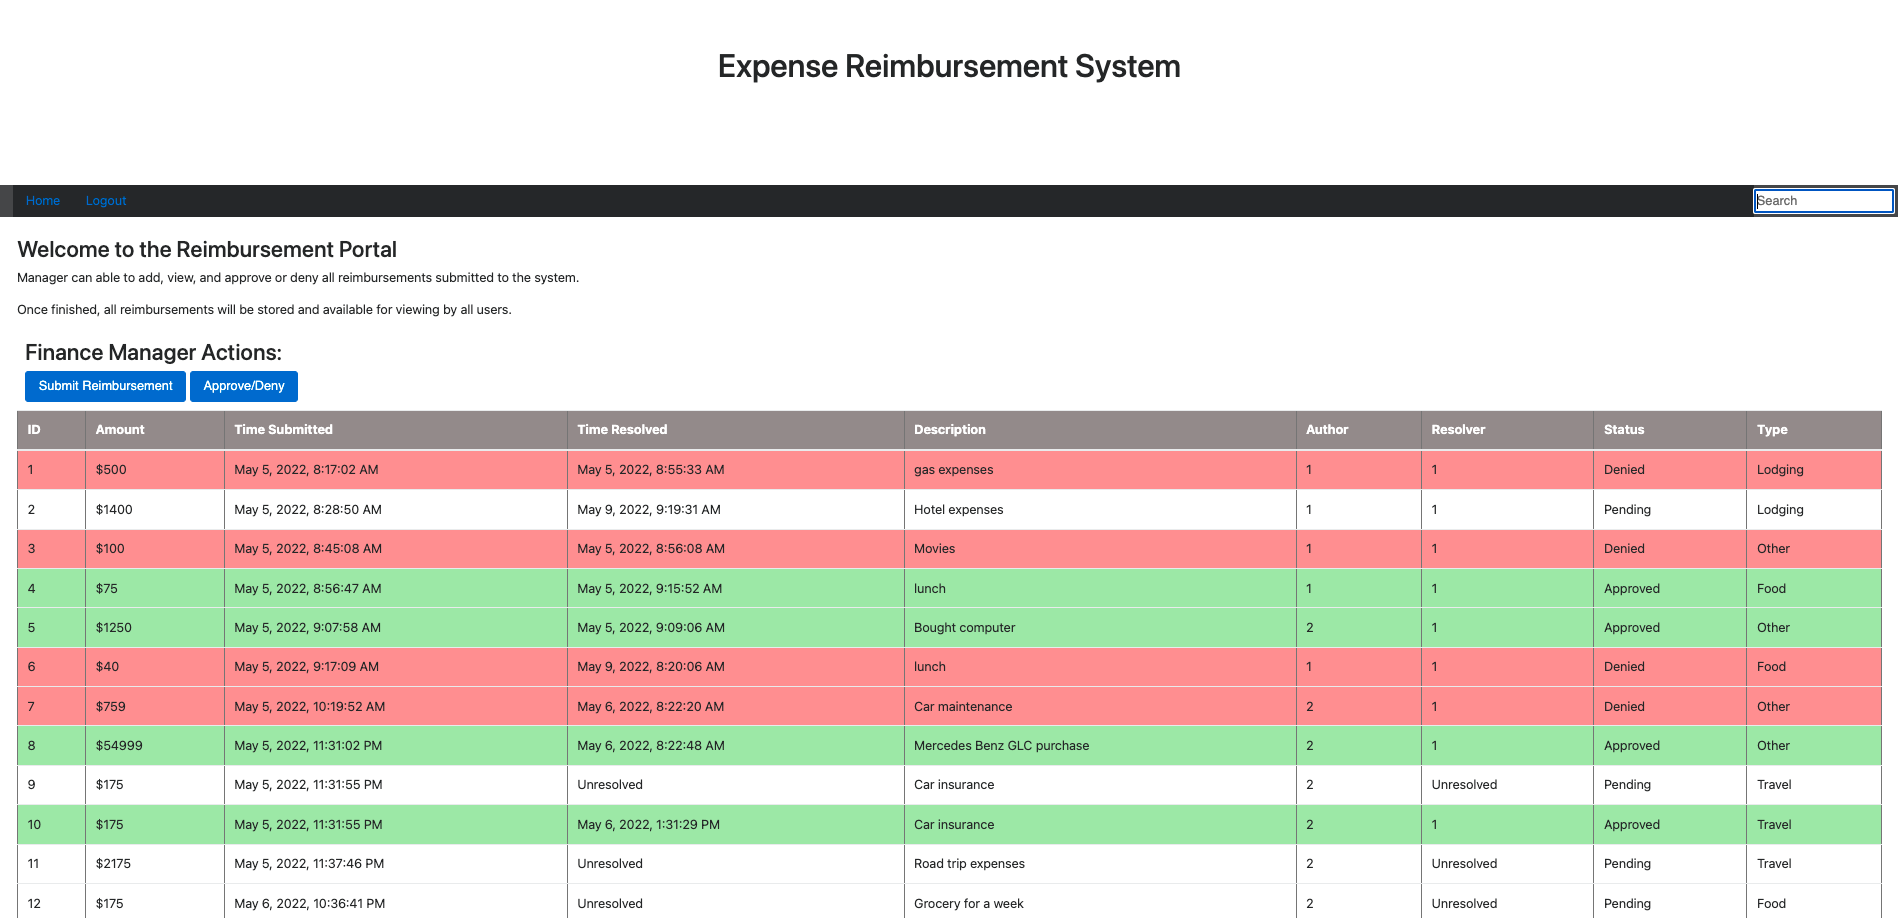 Expense Reimbursement System
Home Logout Search
Welcome to the Reimbursement Portal
Manager can able to add, view, and approve or deny all reimbursements submitted to the system.
Once finished, all reimbursements will be stored and available for viewing by all users.
Finance Manager Actions:
Submit Reimbursement Approve/Deny
ID Amount Time Submitted Time Resolved Description Author Resolver Status Type
1 $500 May 5, 2022, 8:17:02 AM May 5, 2022, 8:55:33 AM gas expenses 1 1 Denied Lodging
2 $1400 May 5, 2022, 8:28:50 AM May 9, 2022, 9:19:31 AM Hotel expenses 1 1 Pending Lodging
3 $100 May 5, 2022, 8:45:08 AM May 5, 2022, 8:56:08 AM Movies 1 1 Denied Other
4 $75 May 5, 2022, 8:56:47 AM May 5, 2022, 9:15:52 AM lunch 1 1 Approved Food
5 $1250 May 5, 2022, 9:07:58 AM May 5, 2022, 9:09:06 AM Bought computer 2 1 Approved Other
6 $40 May 5, 2022, 9:17:09 AM May 9, 2022, 8:20:06 AM lunch 1 1 Denied Food
7 $759 May 5, 2022, 10:19:52 AM May 6, 2022, 8:22:20 AM Car maintenance 2 1 Denied Other
8 $54999 May 5, 2022, 11:31:02 PM May 6, 2022, 8:22:48 AM Mercedes Benz GLC purchase 2 1 Approved Other
9 $175 May 5, 2022, 11:31:55 PM Unresolved Car insurance 2 Unresolved Pending Travel
10 $175 May 5, 2022, 11:31:55 PM May 6, 2022, 1:31:29 PM Car insurance 2 1 Approved Travel
11 $2175 May 5, 2022, 11:37:46 PM Unresolved Road trip expenses 2 Unresolved Pending Travel
12 $175 May 6, 2022, 10:36:41 PM Unresolved Grocery for a week 2 Unresolved Pending Food